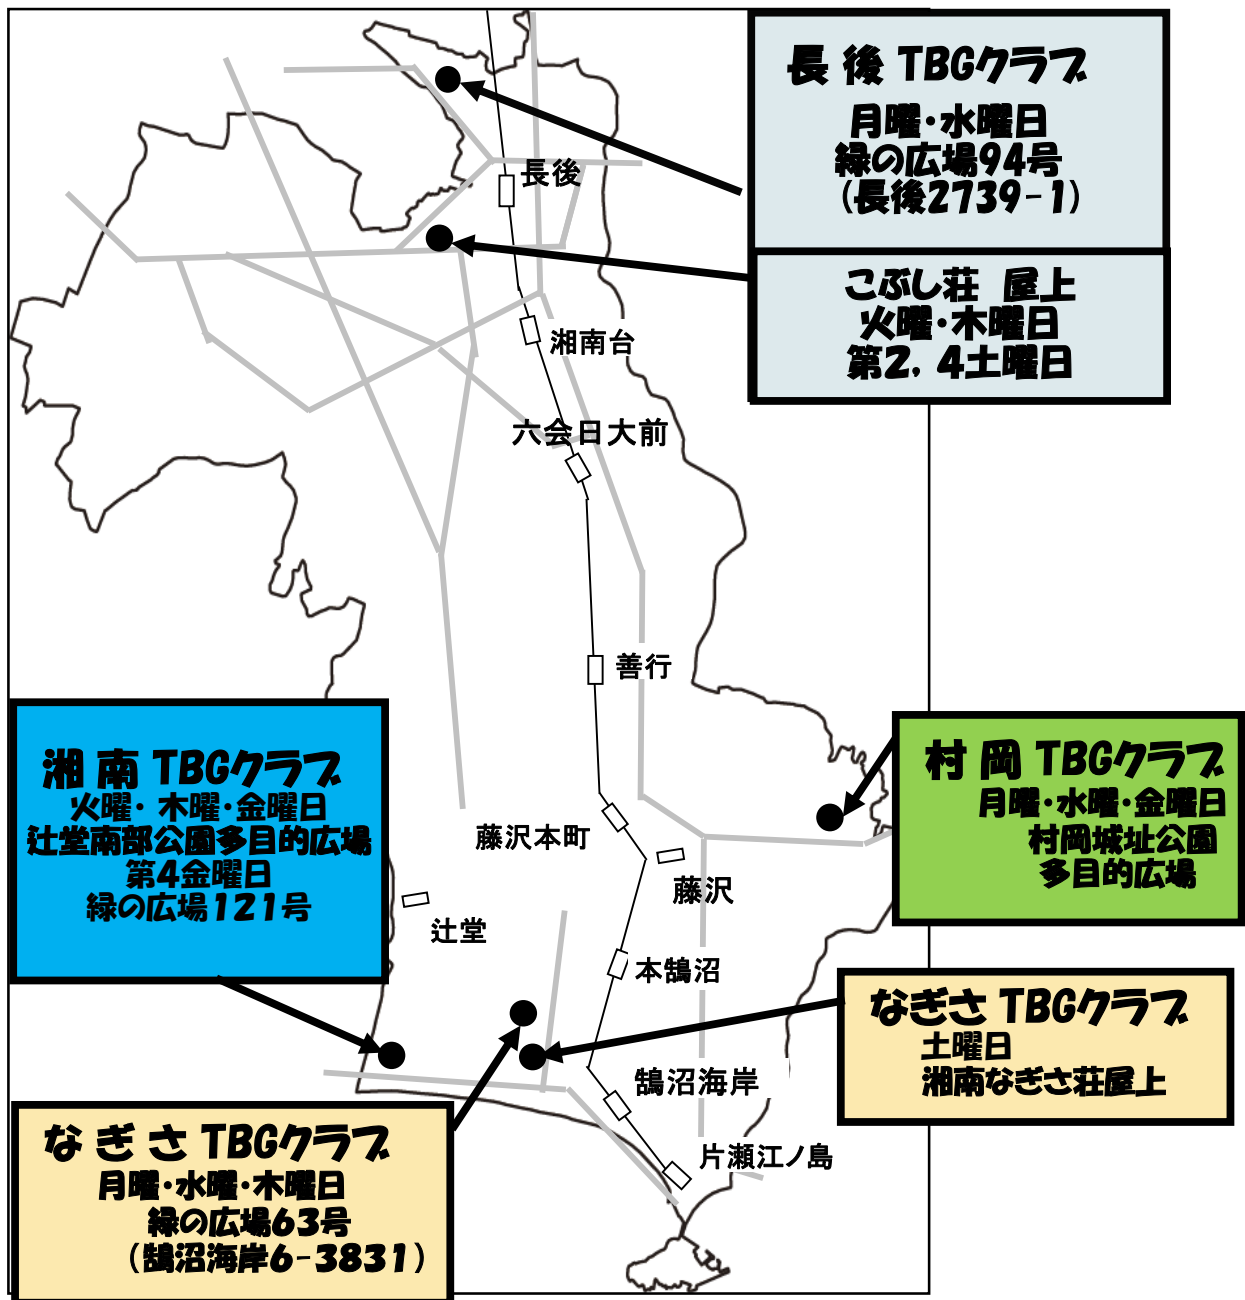 長 後 TBGクラブ
月曜・水曜日
緑の広場94号
(長後2739-1)
こぶし荘　屋上
火曜・木曜日
第2, 4土曜日
長後
湘南台
六会日大前
善行
藤沢本町
藤沢
辻堂
本鵠沼
鵠沼海岸
片瀬江ノ島
湘 南 TBGクラブ
火曜・ 木曜・金曜日
辻堂南部公園多目的広場
第4金曜日
緑の広場121号
村 岡 TBGクラブ
月曜・水曜・金曜日
村岡城址公園
多目的広場
なぎさ TBGクラブ
土曜日
湘南なぎさ荘屋上
な ぎ さ TBGクラブ
月曜・水曜・木曜日
緑の広場63号
(鵠沼海岸6-3831)